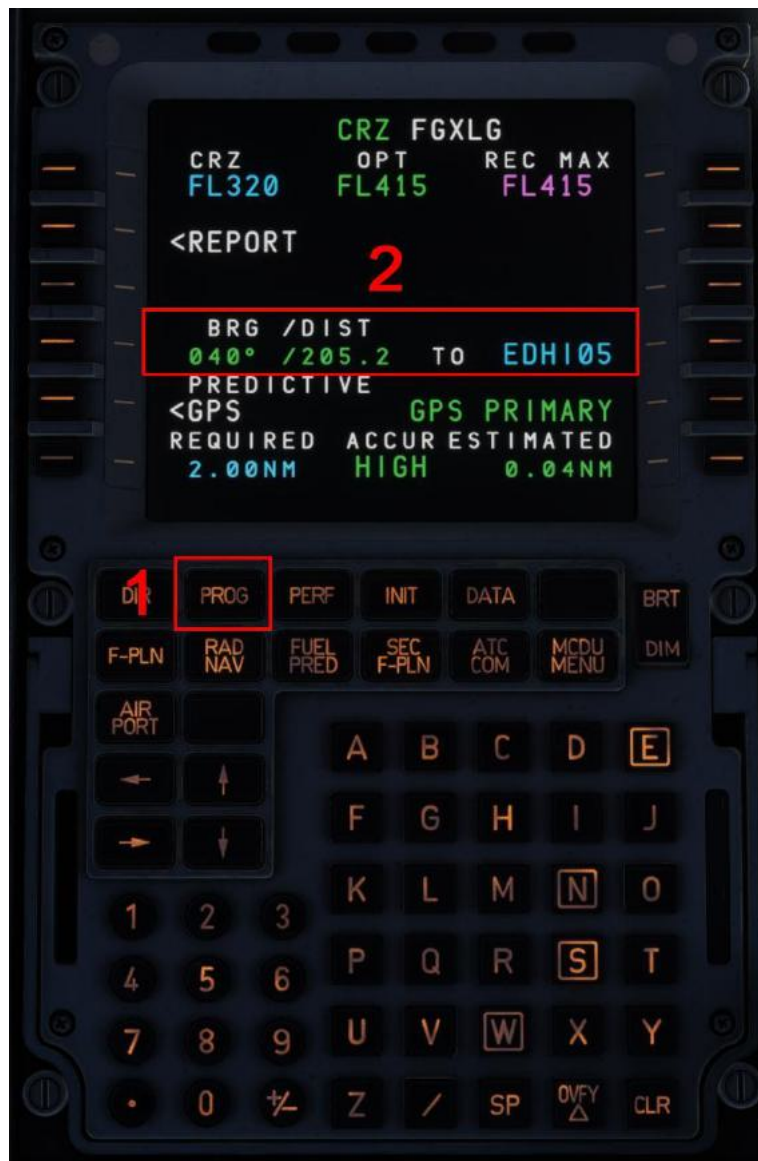 CRZ FGXLG
CRZ OPT REC MAX
FL320 FL415 FL415
<REPORT
2
BRG /DIST
040° /205.2 TO EDHI05
PREDICTIVE
<GPS GPS PRIMARY
REQUIRED ACCUR ESTIMATED
2.00NM HIGH 0.04NM
1
DIR PROG PERF INIT DATA BRT
F-PLN RAD NAV FUEL PRED SEC F-PLN ATC COM MCDU MENU DIM
AIR PORT
A B C D E
← ↑
F G H I J
→ ↓
K L M N O
1 2 3
P Q R S T
4 5 6
U V W X Y
7 8 9
Z / SP OVFY △ CLR
. 0 +/-